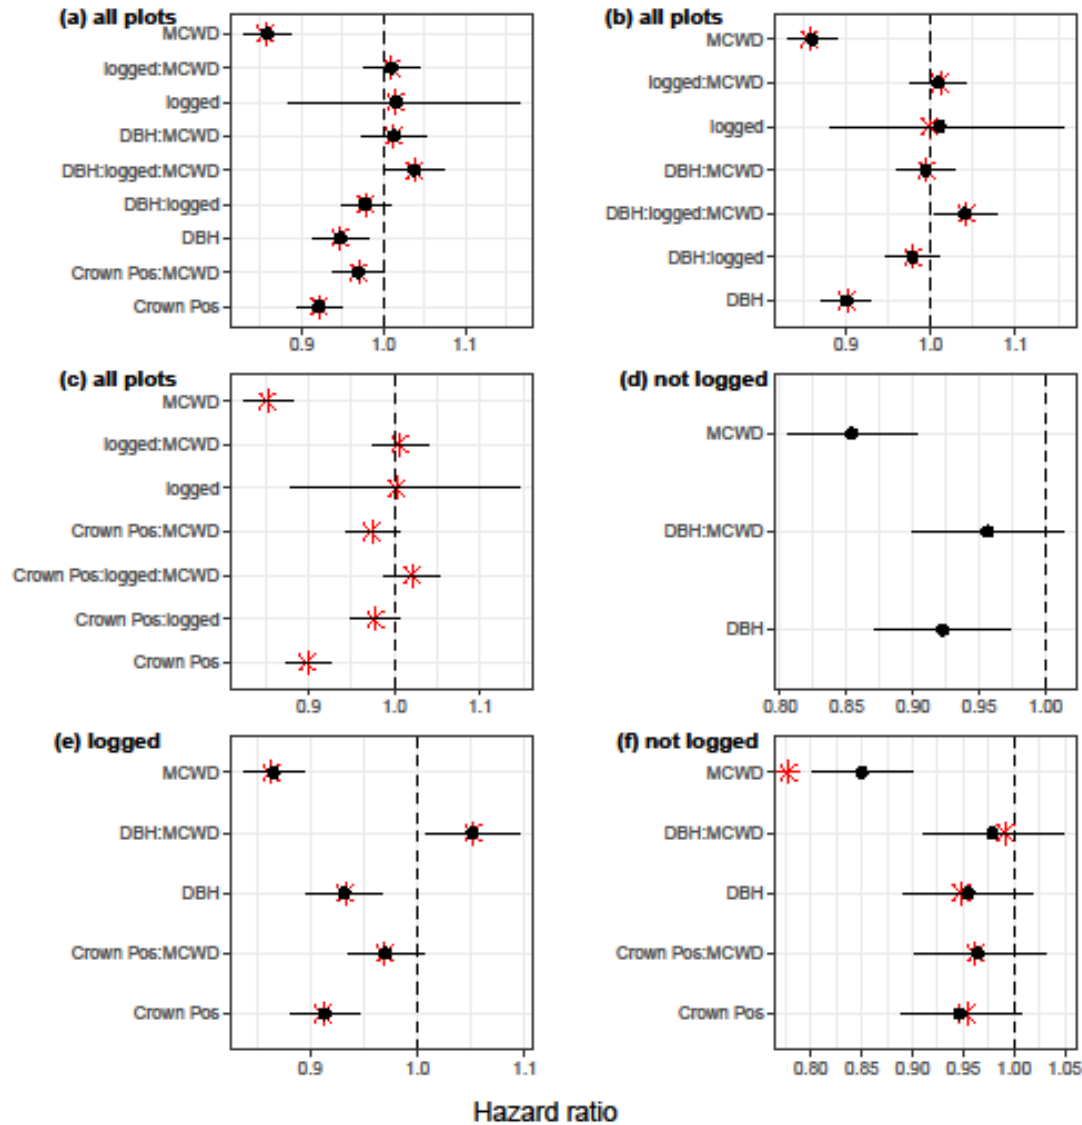 (a) all plots
MCWD
logged:MCWD
logged
DBH:MCWD
DBH:logged:MCWD
DBH:logged
DBH
Crown Pos:MCWD
Crown Pos
0.9 1.0 1.1
(b) all plots
MCWD
logged:MCWD
logged
DBH:MCWD
DBH:logged:MCWD
DBH:logged
DBH
0.9 1.0 1.1
(c) all plots
MCWD
logged:MCWD
logged
Crown Pos:MCWD
Crown Pos:logged:MCWD
Crown Pos:logged
Crown Pos
0.9 1.0 1.1
(d) not logged
MCWD
DBH:MCWD
DBH
0.80 0.85 0.90 0.95 1.00
(e) logged
MCWD
DBH:MCWD
DBH
Crown Pos:MCWD
Crown Pos
0.9 1.0 1.1
(f) not logged
MCWD
DBH:MCWD
DBH
Crown Pos:MCWD
Crown Pos
0.80 0.85 0.90 0.95 1.00 1.05
Hazard ratio